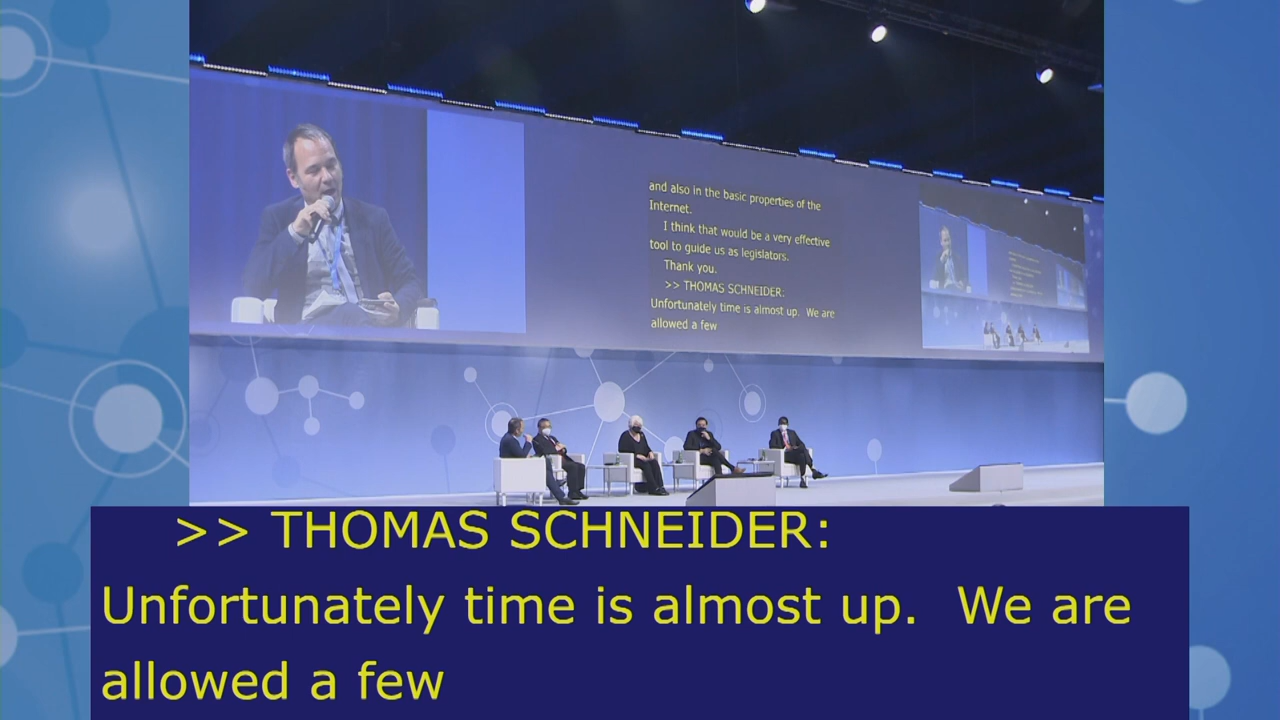 and also in the basic properties of the
Internet.
I think that would be a very effective
tool to guide us as legislators.
Thank you.
>> THOMAS SCHNEIDER:
Unfortunately time is almost up. We are
allowed a few
>> THOMAS SCHNEIDER:
Unfortunately time is almost up. We are
allowed a few